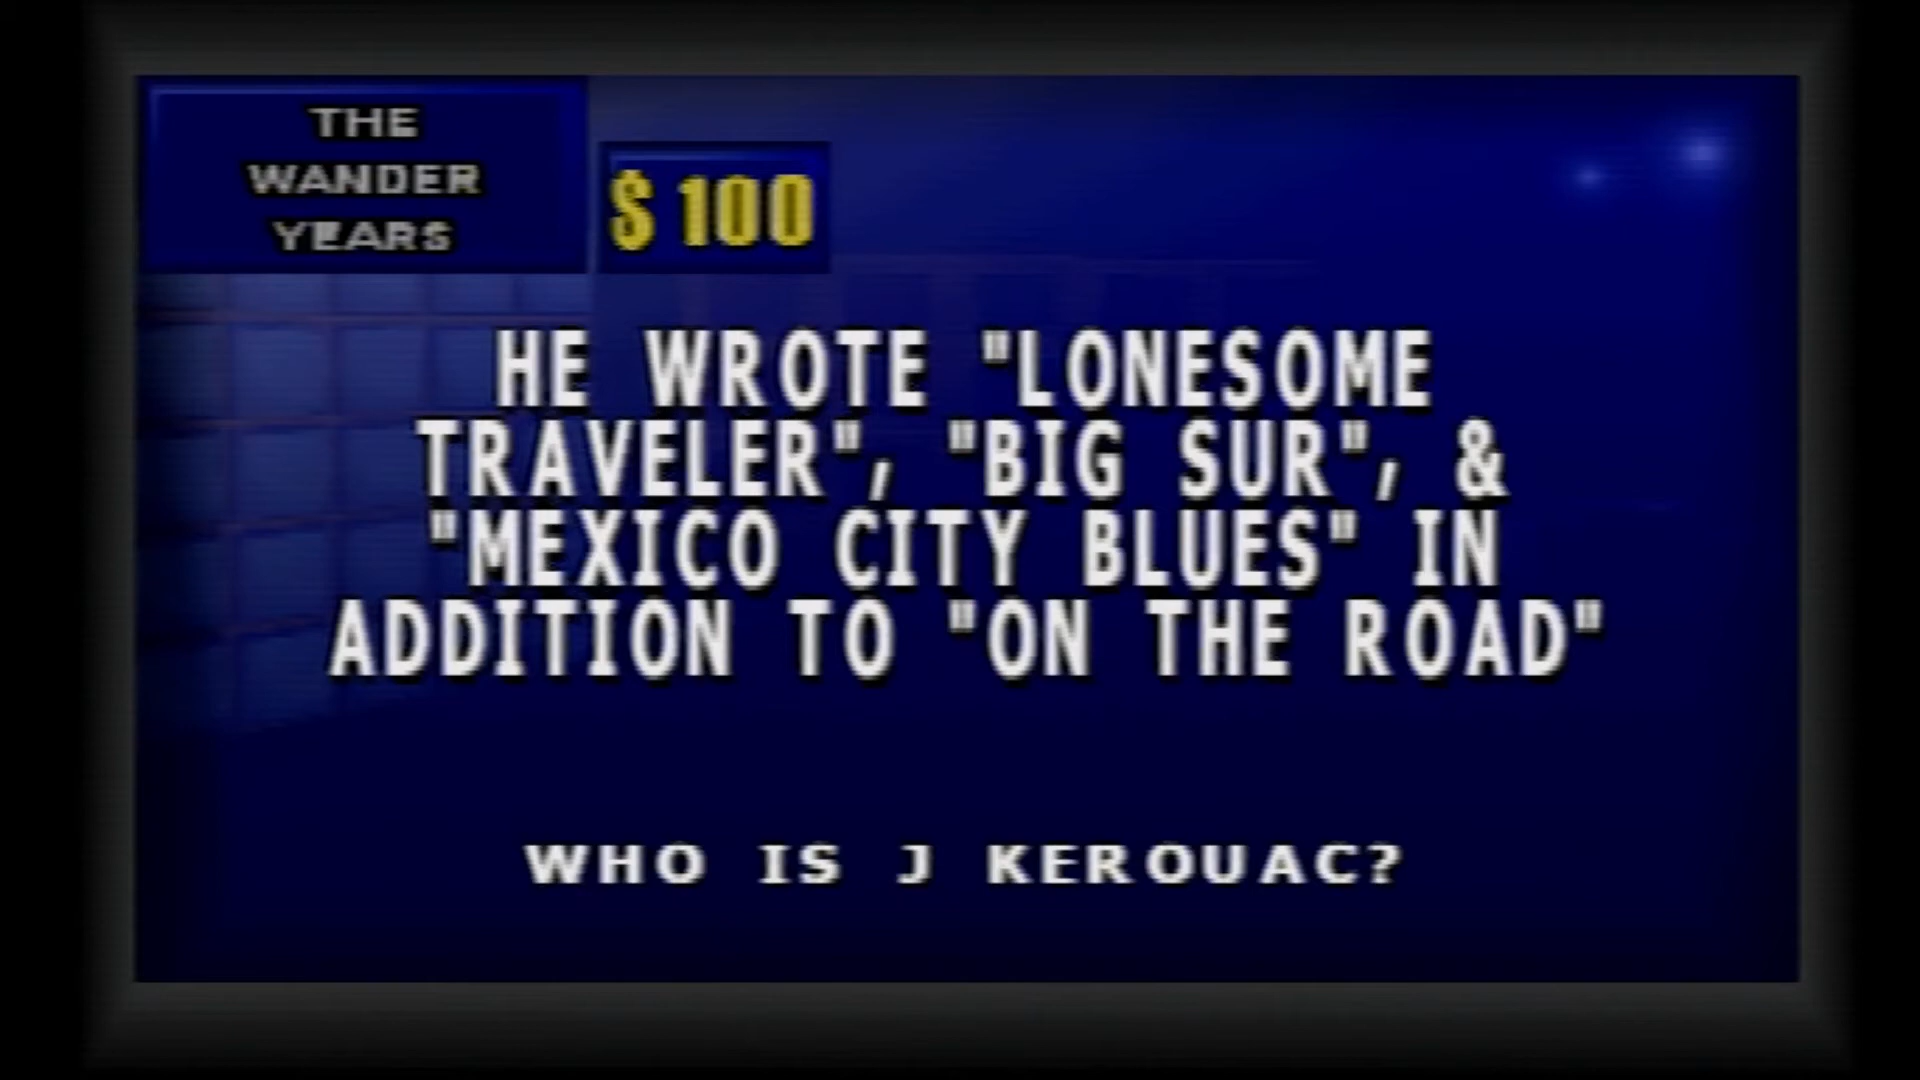 THE
WANDER
YEARS
$ 100
HE WROTE "LONESOME
TRAVELER", "BIG SUR", &
"MEXICO CITY BLUES" IN
ADDITION TO "ON THE ROAD"
WHO IS J KEROUAC?